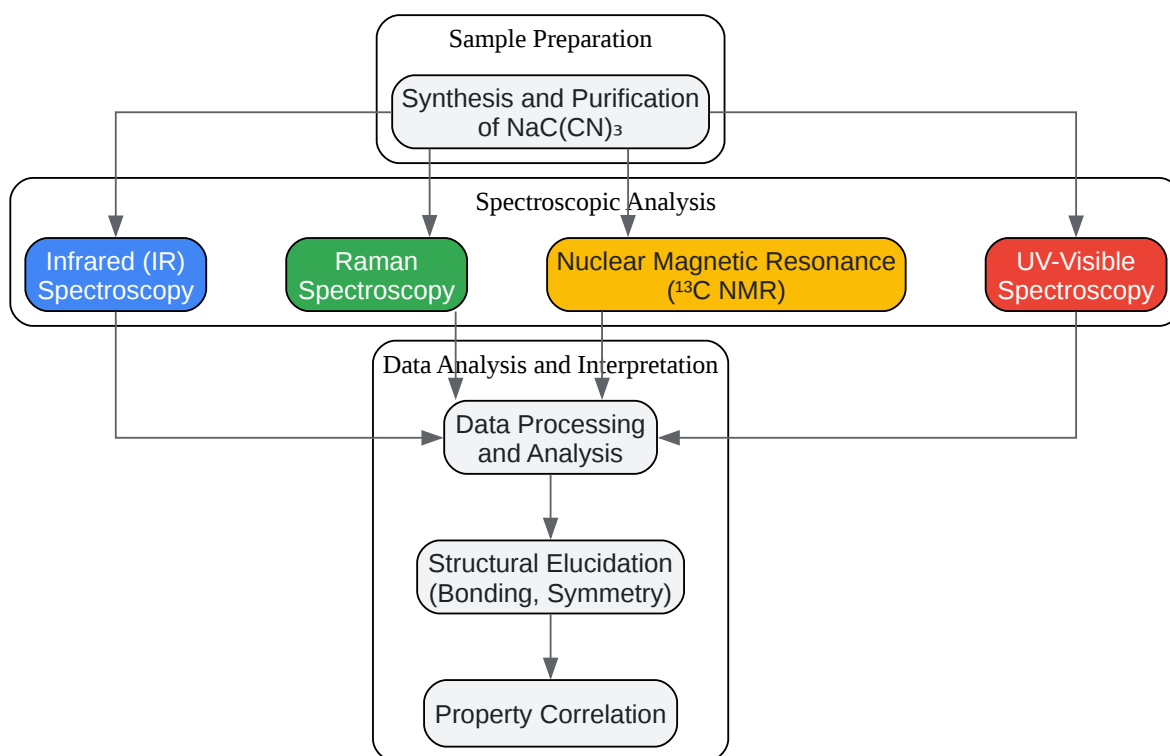 Sample Preparation
Synthesis and Purification
of NaC(CN)₃
Spectroscopic Analysis
Infrared (IR)
Spectroscopy
Raman
Spectroscopy
Nuclear Magnetic Resonance
(¹³C NMR)
UV-Visible
Spectroscopy
Data Analysis and Interpretation
Data Processing
and Analysis
Structural Elucidation
(Bonding, Symmetry)
Property Correlation